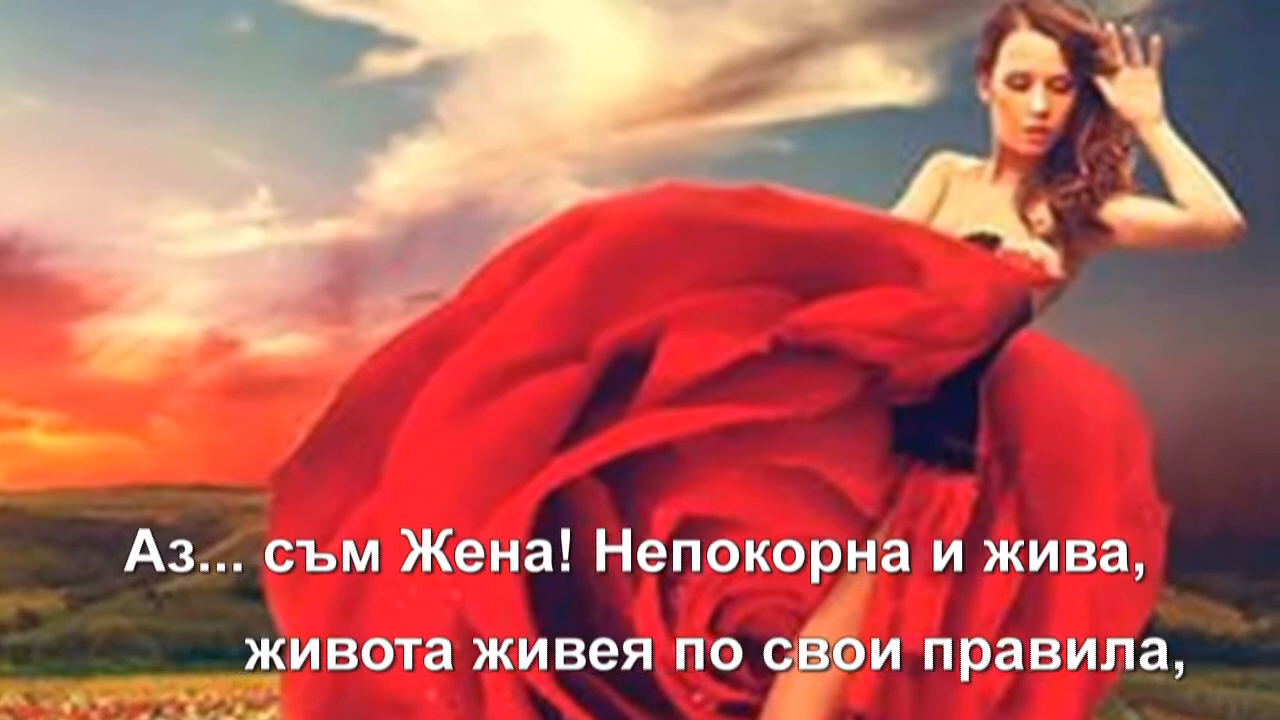 Аз... съм Жена! Непокорна и жива,
живота живея по свои правила,